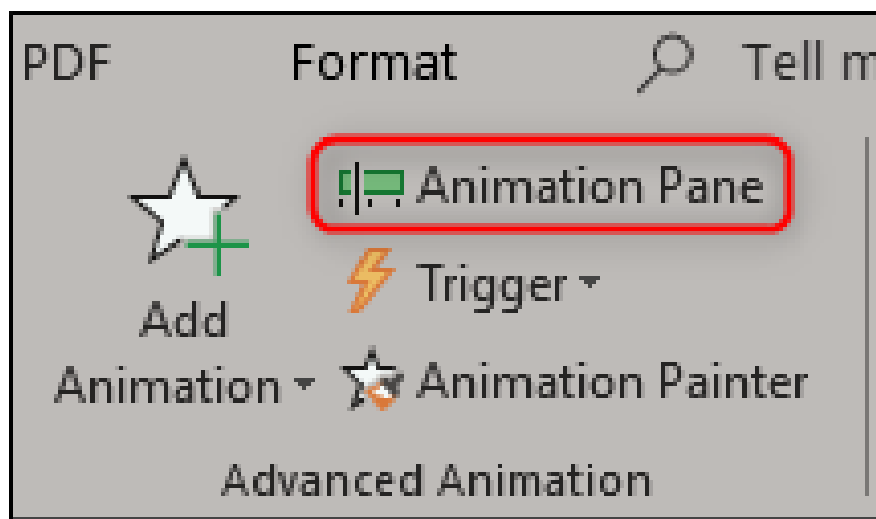 PDF Format Tell m
Animation Pane
Trigger
Add
Animation Animation Painter
Advanced Animation